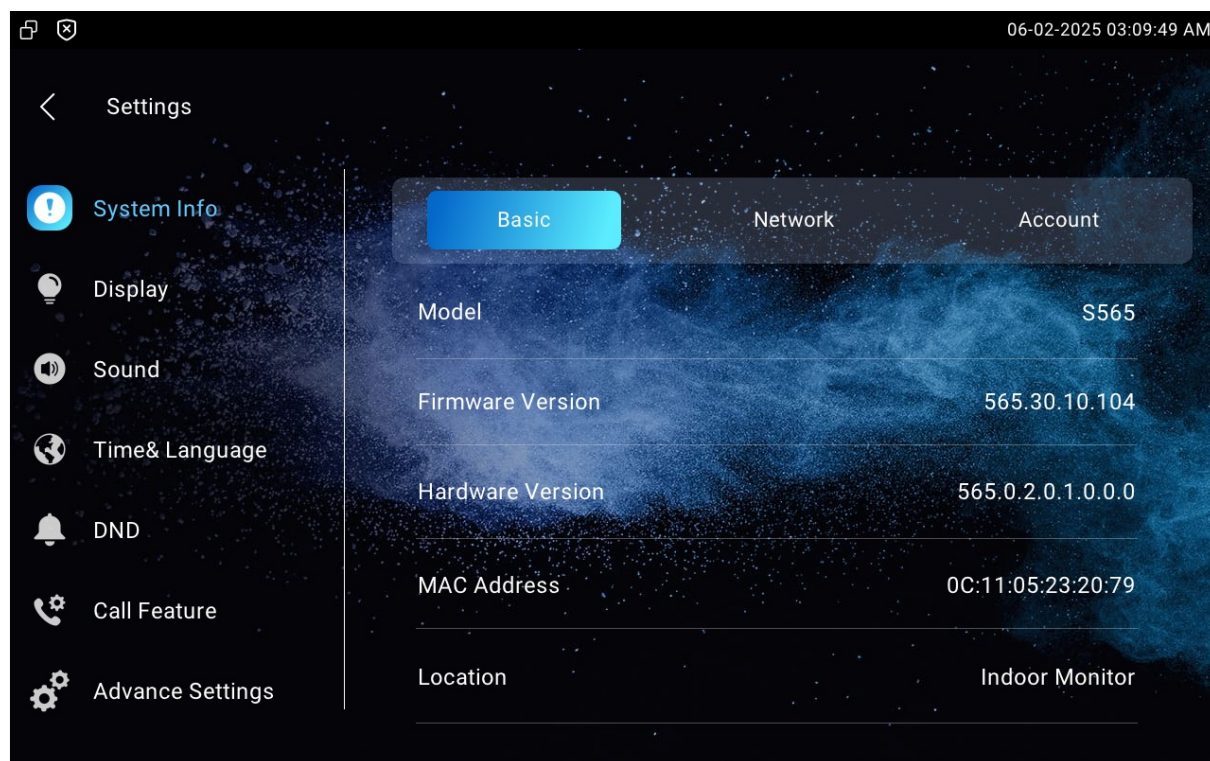 06-02-2025 03:09:49 AM
Settings
System Info
Display
Sound
Time& Language
DND
Call Feature
Advance Settings
Basic Network Account
Model S565
Firmware Version 565.30.10.104
Hardware Version 565.0.2.0.1.0.0.0
MAC Address 0C:11:05:23:20:79
Location Indoor Monitor